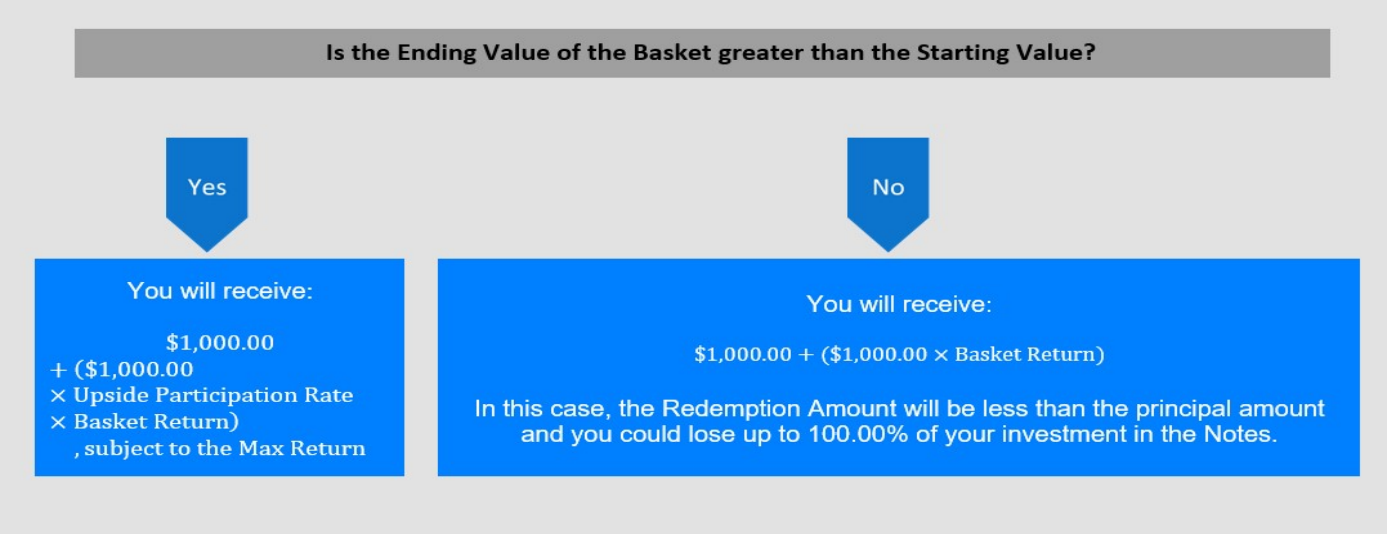 Is the Ending Value of the Basket greater than the Starting Value?
Yes
No
You will receive:
$1,000.00
+ ($1,000.00
× Upside Participation Rate
× Basket Return)
, subject to the Max Return
You will receive:
$1,000.00 + ($1,000.00 × Basket Return)
In this case, the Redemption Amount will be less than the principal amount
and you could lose up to 100.00% of your investment in the Notes.